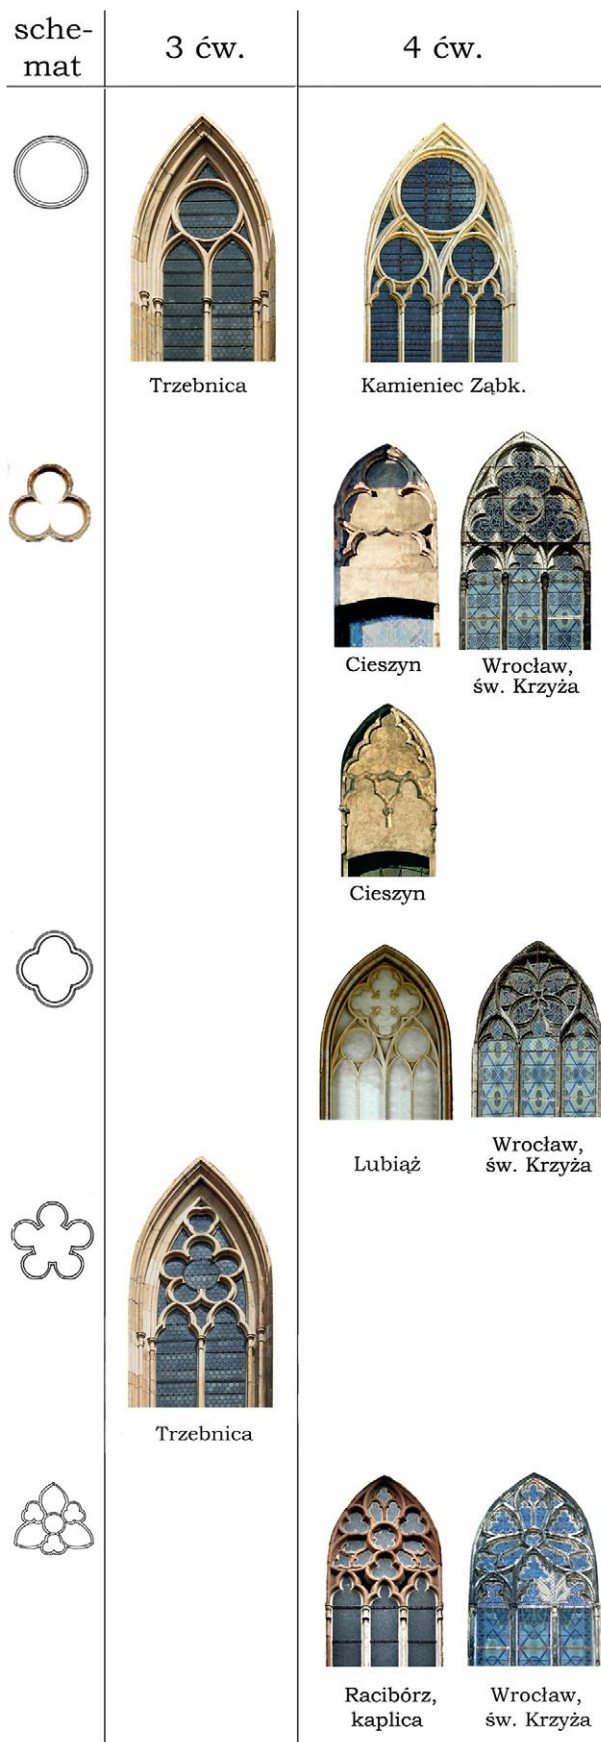 sche-
mat
3 ćw.
4 ćw.
Trzebnica
Kamieniec Ząbk.
Cieszyn
Wrocław,
św. Krzyża
Cieszyn
Lubiąż
Wrocław,
św. Krzyża
Trzebnica
Racibórz,
kaplica
Wrocław,
św. Krzyża